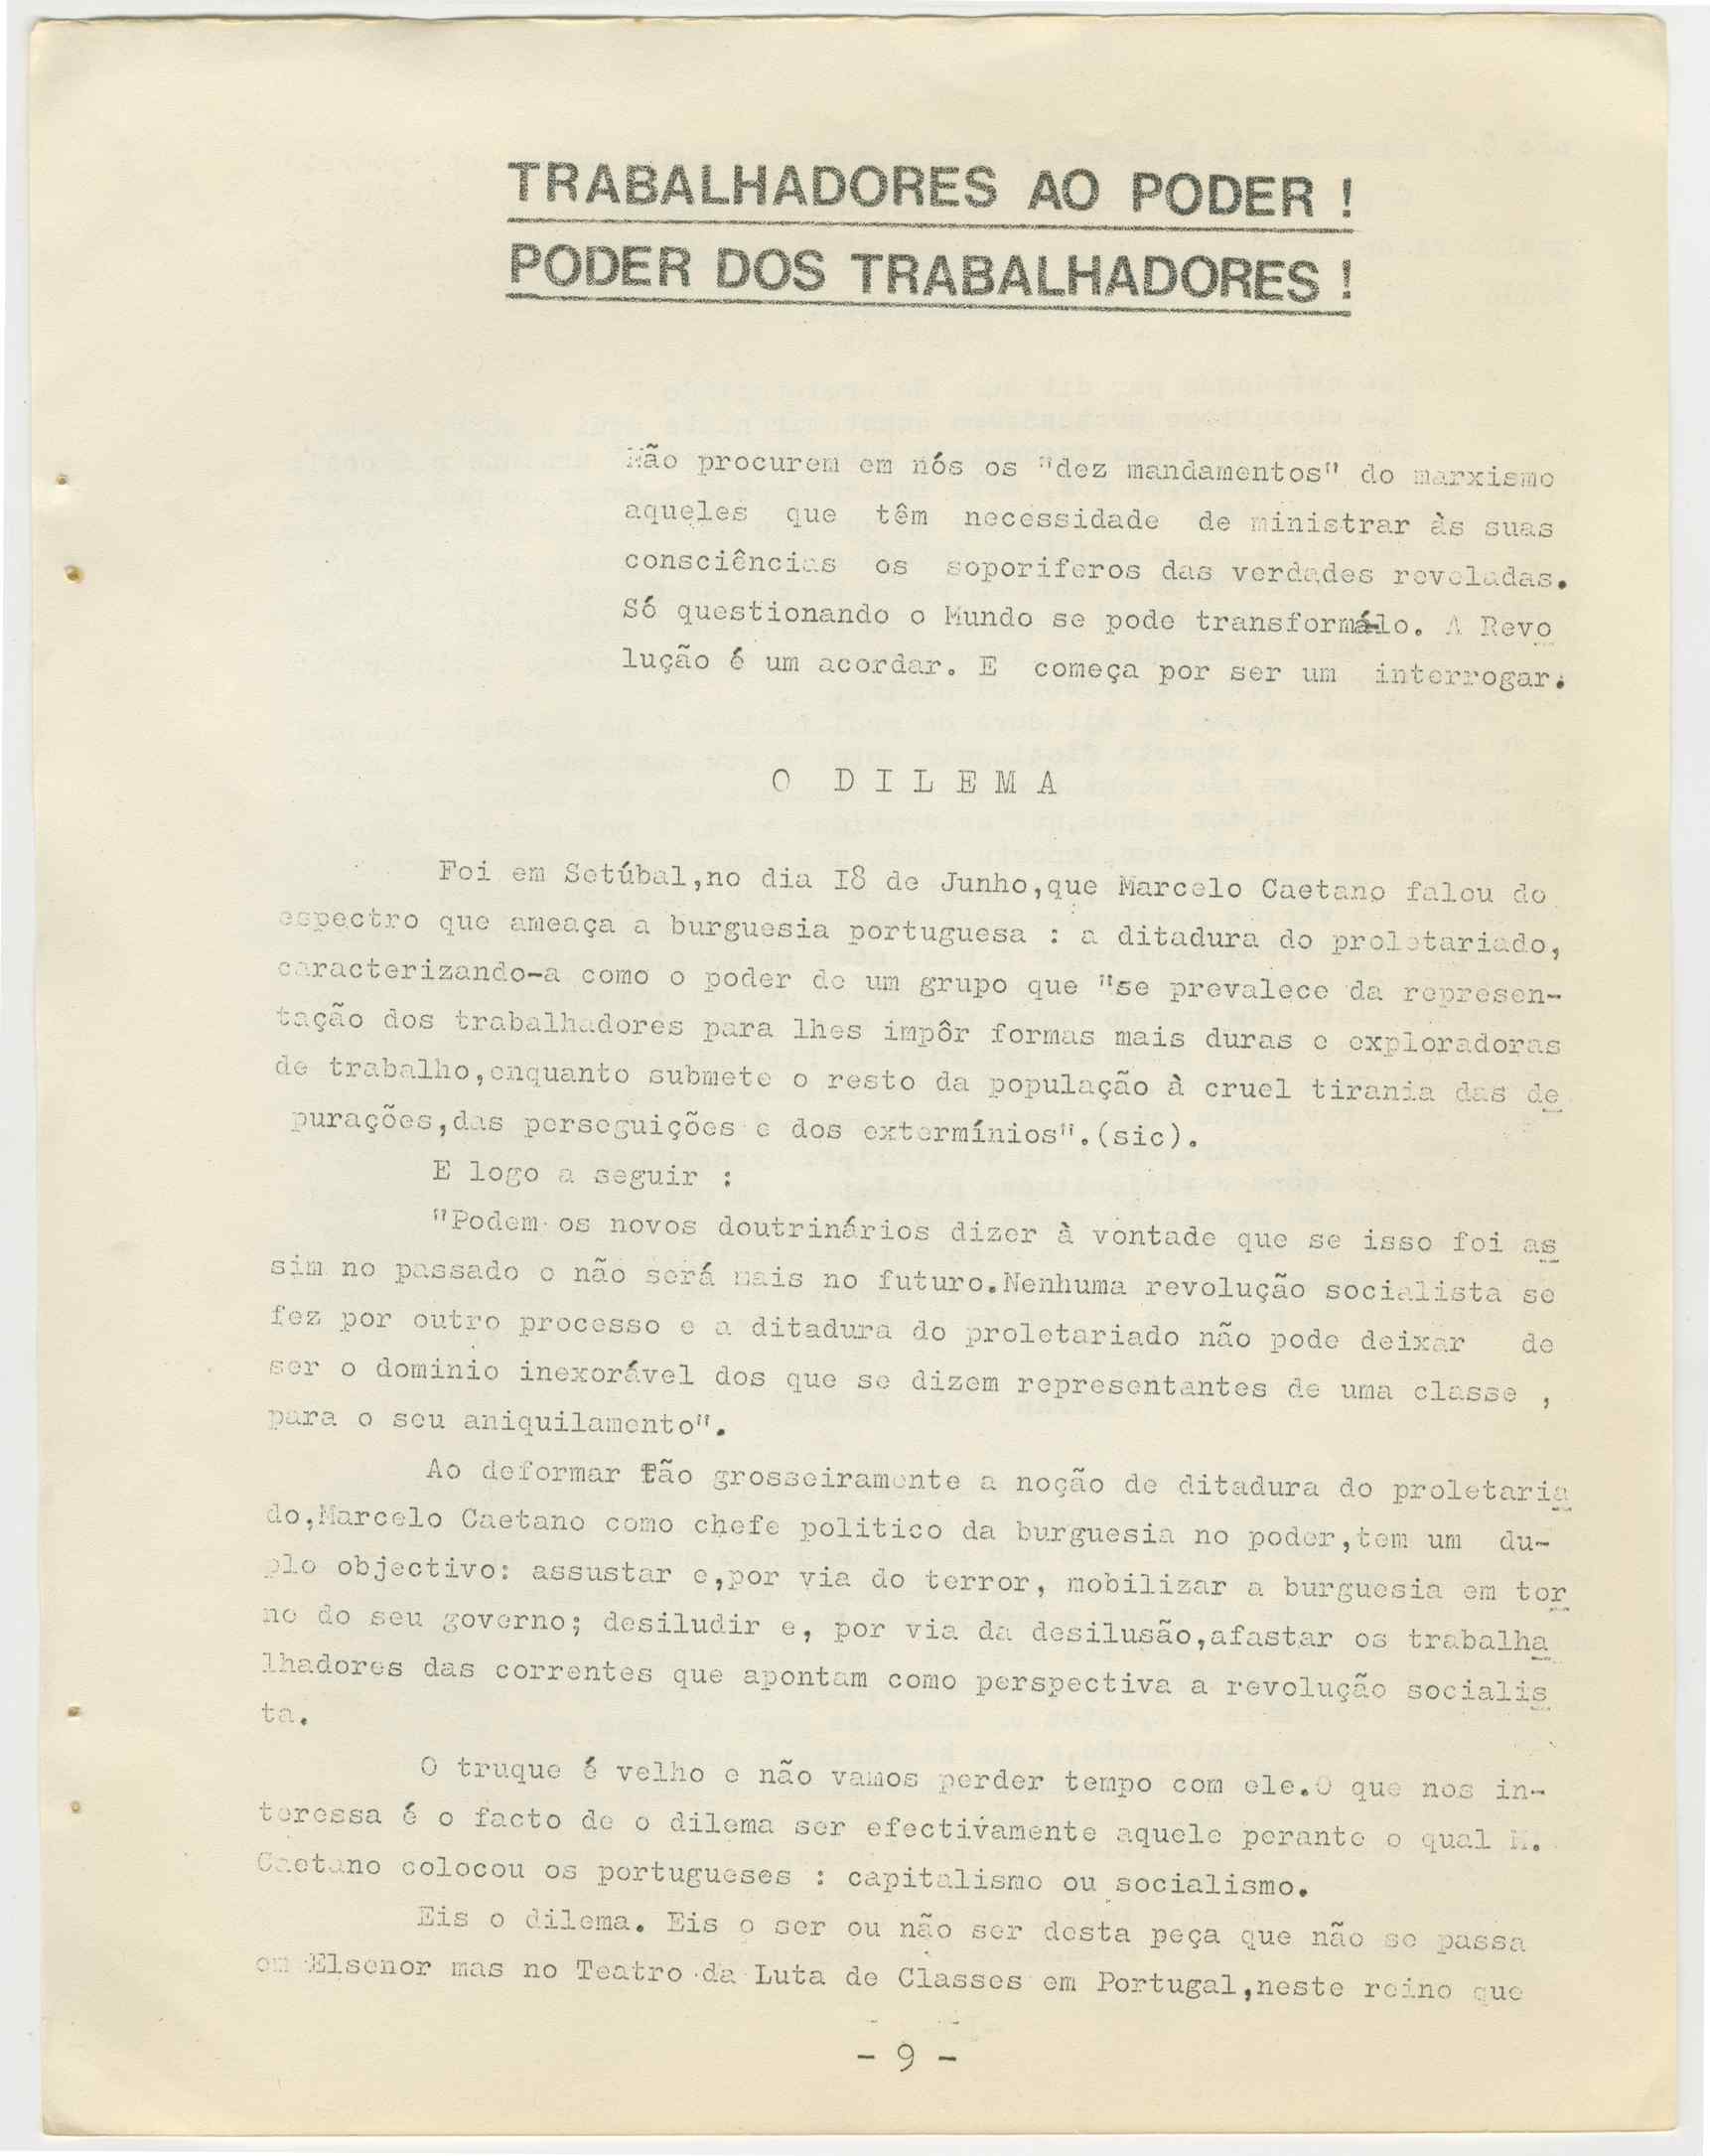 TRABALHADORES AO PODER !
PODER DOS TRABALHADORES !
Não procurem em nós os "dez mandamentos" do marxismo
aqueles que têm necessidade de ministrar às suas
consciências os soporiferos das verdades reveladas.
Só questionando o Mundo se pode transformá-lo. A Revo
lução é um acordar. E começa por ser um interrogar.
O DILEMA
Foi em Setúbal,no dia I8 de Junho,que Marcelo Caetano falou do
espectro que ameaça a burguesia portuguesa : a ditadura do proletariado,
caracterizando-a como o poder de um grupo que "se prevalece da represen-
tação dos trabalhadores para lhes impôr formas mais duras e exploradoras
de trabalho,enquanto submete o resto da população à cruel tirania das de
purações,das perseguições e dos extermínios".(sic).
E logo a seguir :
"Podem os novos doutrinários dizer à vontade que se isso foi as
sim no passado o não será mais no futuro.Nenhuma revolução socialista se
fez por outro processo e a ditadura do proletariado não pode deixar de
ser o dominio inexorável dos que se dizem representantes de uma classe ,
para o seu aniquilamento".
Ao deformar tão grosseiramente a noção de ditadura do proletaria
do,Marcelo Caetano como chefe politico da burguesia no poder,tem um du-
plo objectivo: assustar e,por via do terror, mobilizar a burguesia em tor
no do seu governo; desiludir e, por via da desilusão,afastar os trabalha
lhadores das correntes que apontam como perspectiva a revolução socialis
ta.
O truque é velho e não vamos perder tempo com ele.O que nos in-
teressa é o facto de o dilema ser efectivamente aquele perante o qual M.
Caetano colocou os portugueses : capitalismo ou socialismo.
Eis o dilema. Eis o ser ou não ser desta peça que não se passa
em Elsenor mas no Teatro da Luta de Classes em Portugal,neste reino que
- 9 -